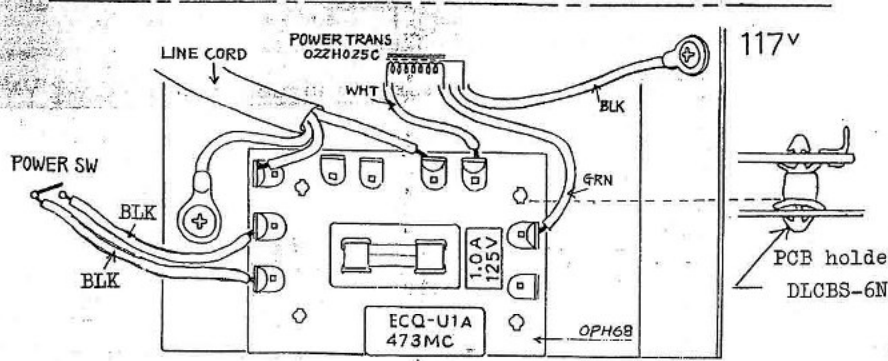 117V
POWER TRANS
022H025C
LINE CORD
WHT
BLK
POWER SW
GRN
BLK
BLK
1.0A
125V
PCB holde
DLCBS-6N
ECQ-U1A
473MC
OPH68